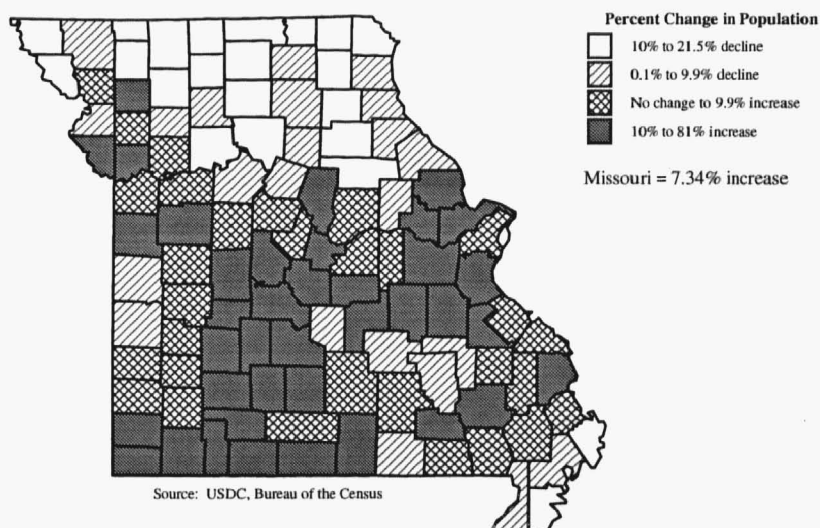 Percent Change in Population
10% to 21.5% decline
0.1% to 9.9% decline
No change to 9.9% increase
10% to 81% increase
Missouri = 7.34% increase
Source: USDC, Bureau of the Census